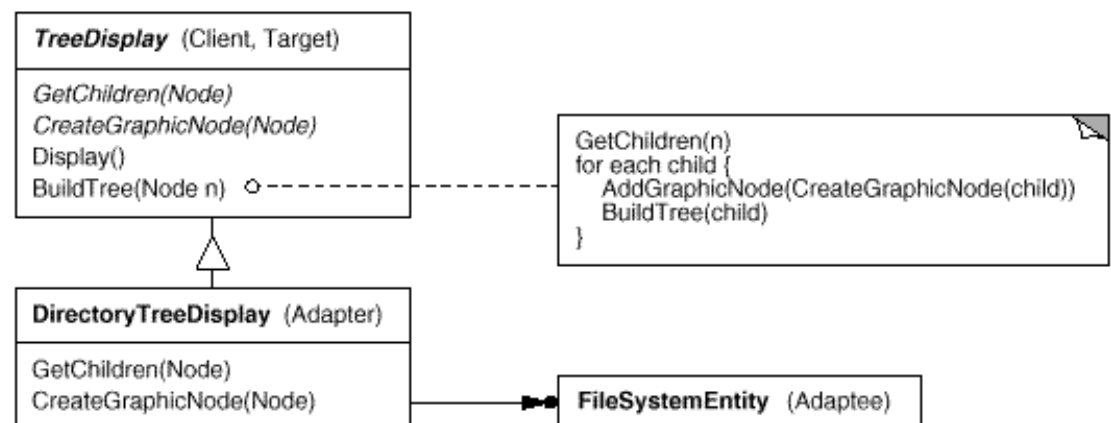 TreeDisplay (Client, Target)
GetChildren(Node)
CreateGraphicNode(Node)
Display()
BuildTree(Node n)
GetChildren(n)
for each child {
AddGraphicNode(CreateGraphicNode(child))
BuildTree(child)
}
DirectoryTreeDisplay (Adapter)
GetChildren(Node)
CreateGraphicNode(Node)
FileSystemEntity (Adaptee)